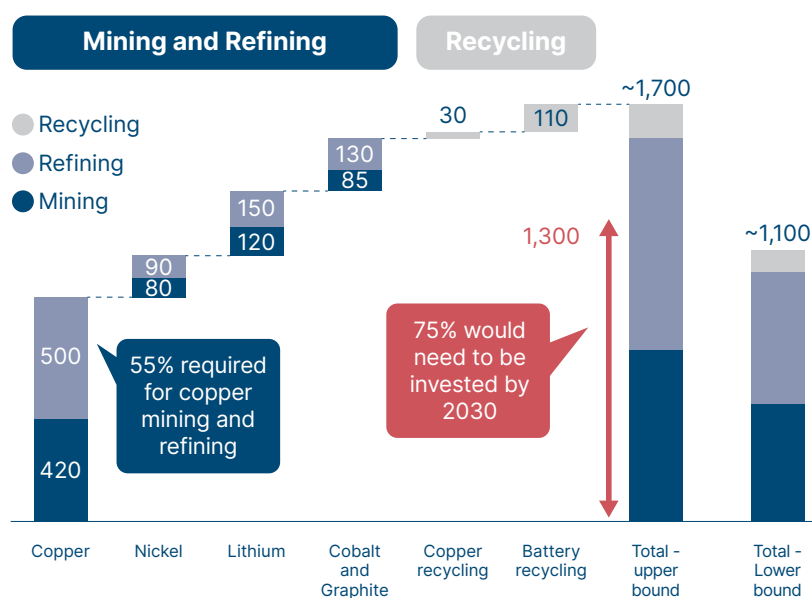 Mining and Refining
Recycling
Recycling
Refining
Mining
500
420
90
80
150
120
130
85
30
110
~1,700
~1,100
1,300
55% required
for copper
mining and
refining
75% would
need to be
invested by
2030
Copper
Nickel
Lithium
Cobalt
and
Graphite
Copper
recycling
Battery
recycling
Total -
upper
bound
Total -
Lower
bound